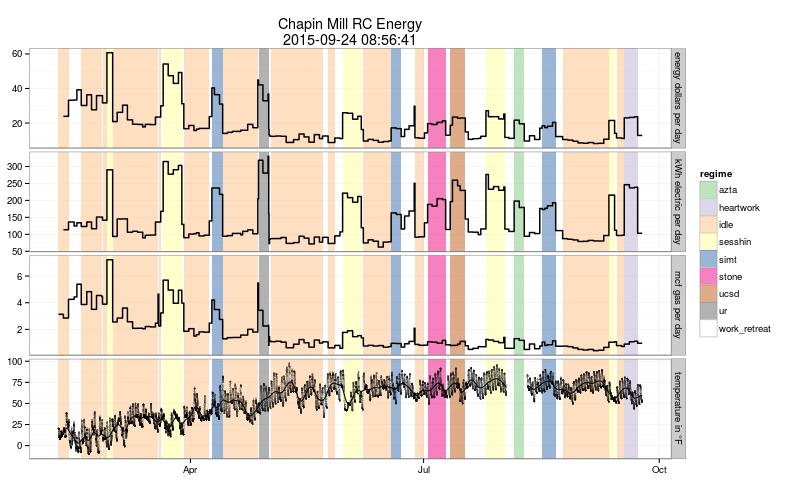 Chapin Mill RC Energy
2015-09-24 08:56:41
60
40
20
energy dollars per day
300
250
200
150
100
50
kWh electric per day
6
4
2
mcf gas per day
100
75
50
25
0
temperature in °F
Apr
Jul
Oct
regime
azta
heartwork
idle
sesshin
simt
stone
ucsd
ur
work_retreat